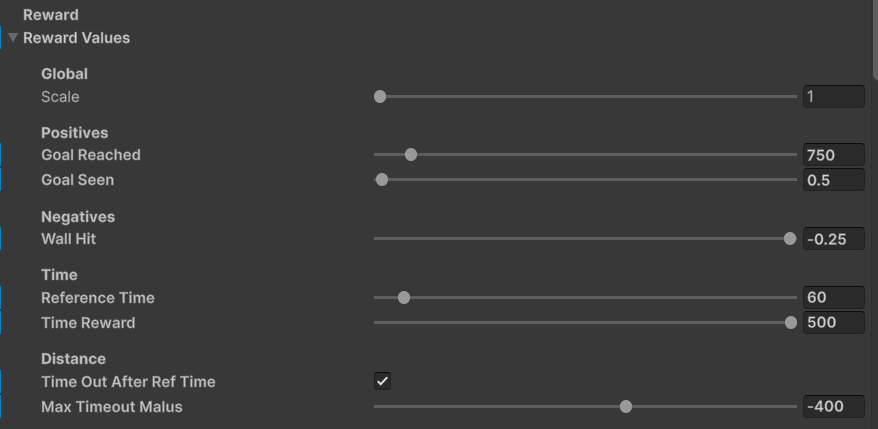 Reward
Reward Values
Global
Scale 1
Positives
Goal Reached 750
Goal Seen 0.5
Negatives
Wall Hit -0.25
Time
Reference Time 60
Time Reward 500
Distance
Time Out After Ref Time
Max Timeout Malus -400